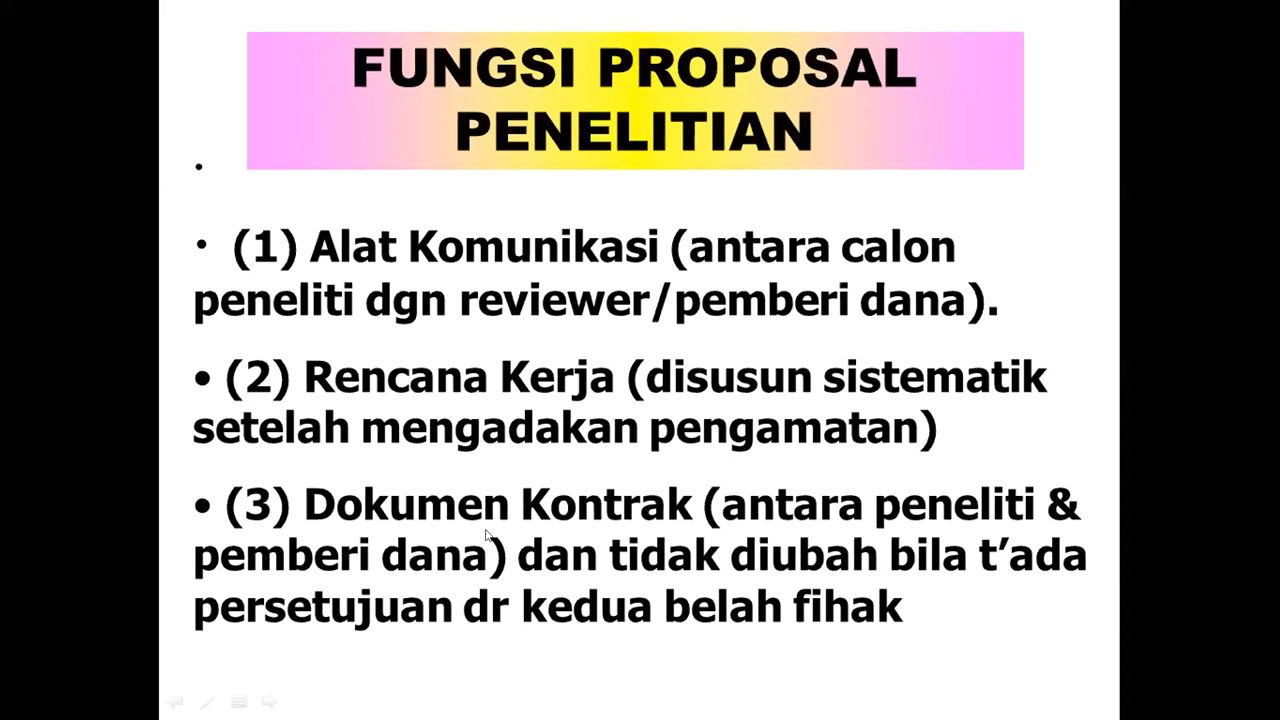 FUNGSI PROPOSAL
PENELITIAN
•
• (1) Alat Komunikasi (antara calon
peneliti dgn reviewer/pemberi dana).
• (2) Rencana Kerja (disusun sistematik
setelah mengadakan pengamatan)
• (3) Dokumen Kontrak (antara peneliti &
pemberi dana) dan tidak diubah bila t’ada
persetujuan dr kedua belah fihak